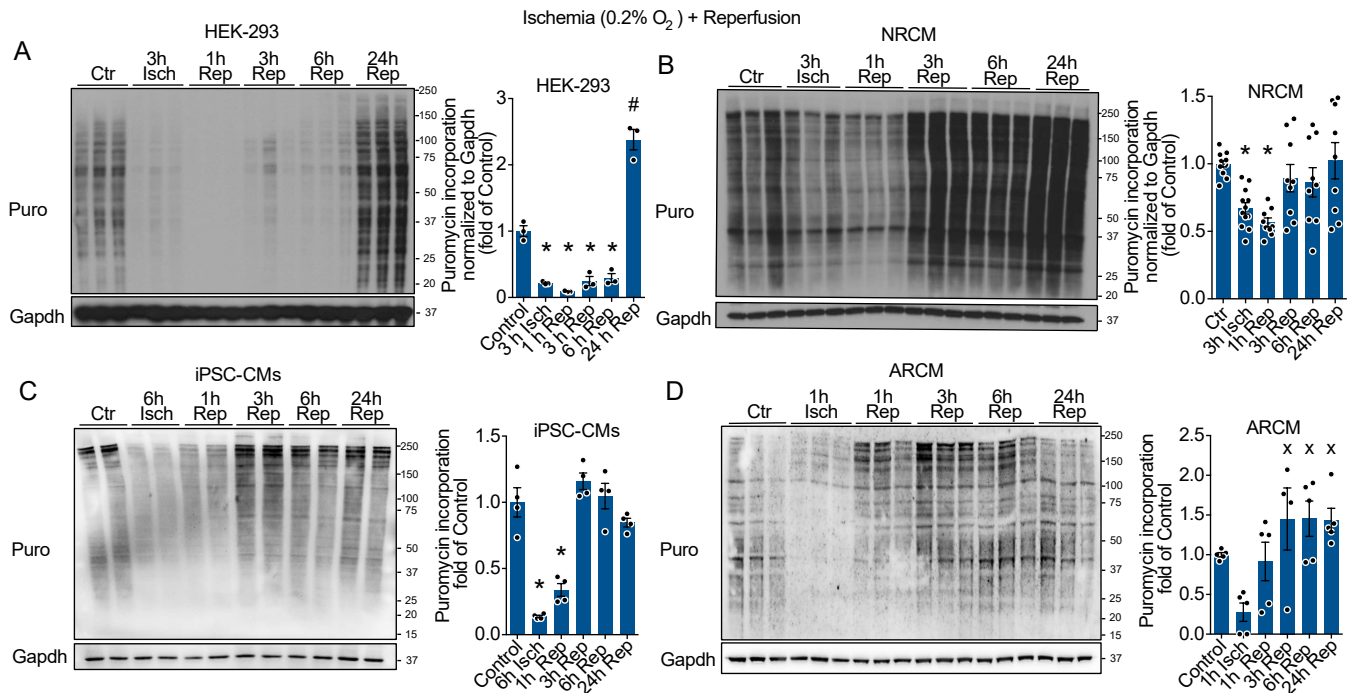 Ischemia (0.2% O2) + Reperfusion
A
HEK-293
Ctr
3h Isch
1h Rep
3h Rep
6h Rep
24h Rep
Puro
250
150
100
75
50
37
25
20
Gapdh
37
HEK-293
Puromycin incorporation
normalized to Gapdh
(fold of Control)
3
2
1
0
* * * * #
Control
3 h Isch
1 h Rep
3 h Rep
6 h Rep
24 h Rep
B
NRCM
Ctr
3h Isch
1h Rep
3h Rep
6h Rep
24h Rep
Puro
250
150
100
75
50
37
25
20
Gapdh
37
NRCM
Puromycin incorporation
normalized to Gapdh
(fold of Control)
1.5
1.0
0.5
0.0
* *
Ctr
3h Isch
1h Rep
3h Rep
6h Rep
24h Rep
C
iPSC-CMs
Ctr
6h Isch
1h Rep
3h Rep
6h Rep
24h Rep
Puro
250
150
100
75
50
37
25
20
15
Gapdh
37
iPSC-CMs
Puromycin incorporation
fold of Control
1.5
1.0
0.5
0.0
* *
Control
6h Isch
1h Rep
3h Rep
6h Rep
24h Rep
D
ARCM
Ctr
1h Isch
1h Rep
3h Rep
6h Rep
24h Rep
Puro
250
150
100
75
50
37
25
20
15
Gapdh
37
ARCM
Puromycin incorporation
fold of Control
2.5
2.0
1.5
1.0
0.5
0.0
x x x
Control
1h Isch
1h Rep
3h Rep
6h Rep
24h Rep